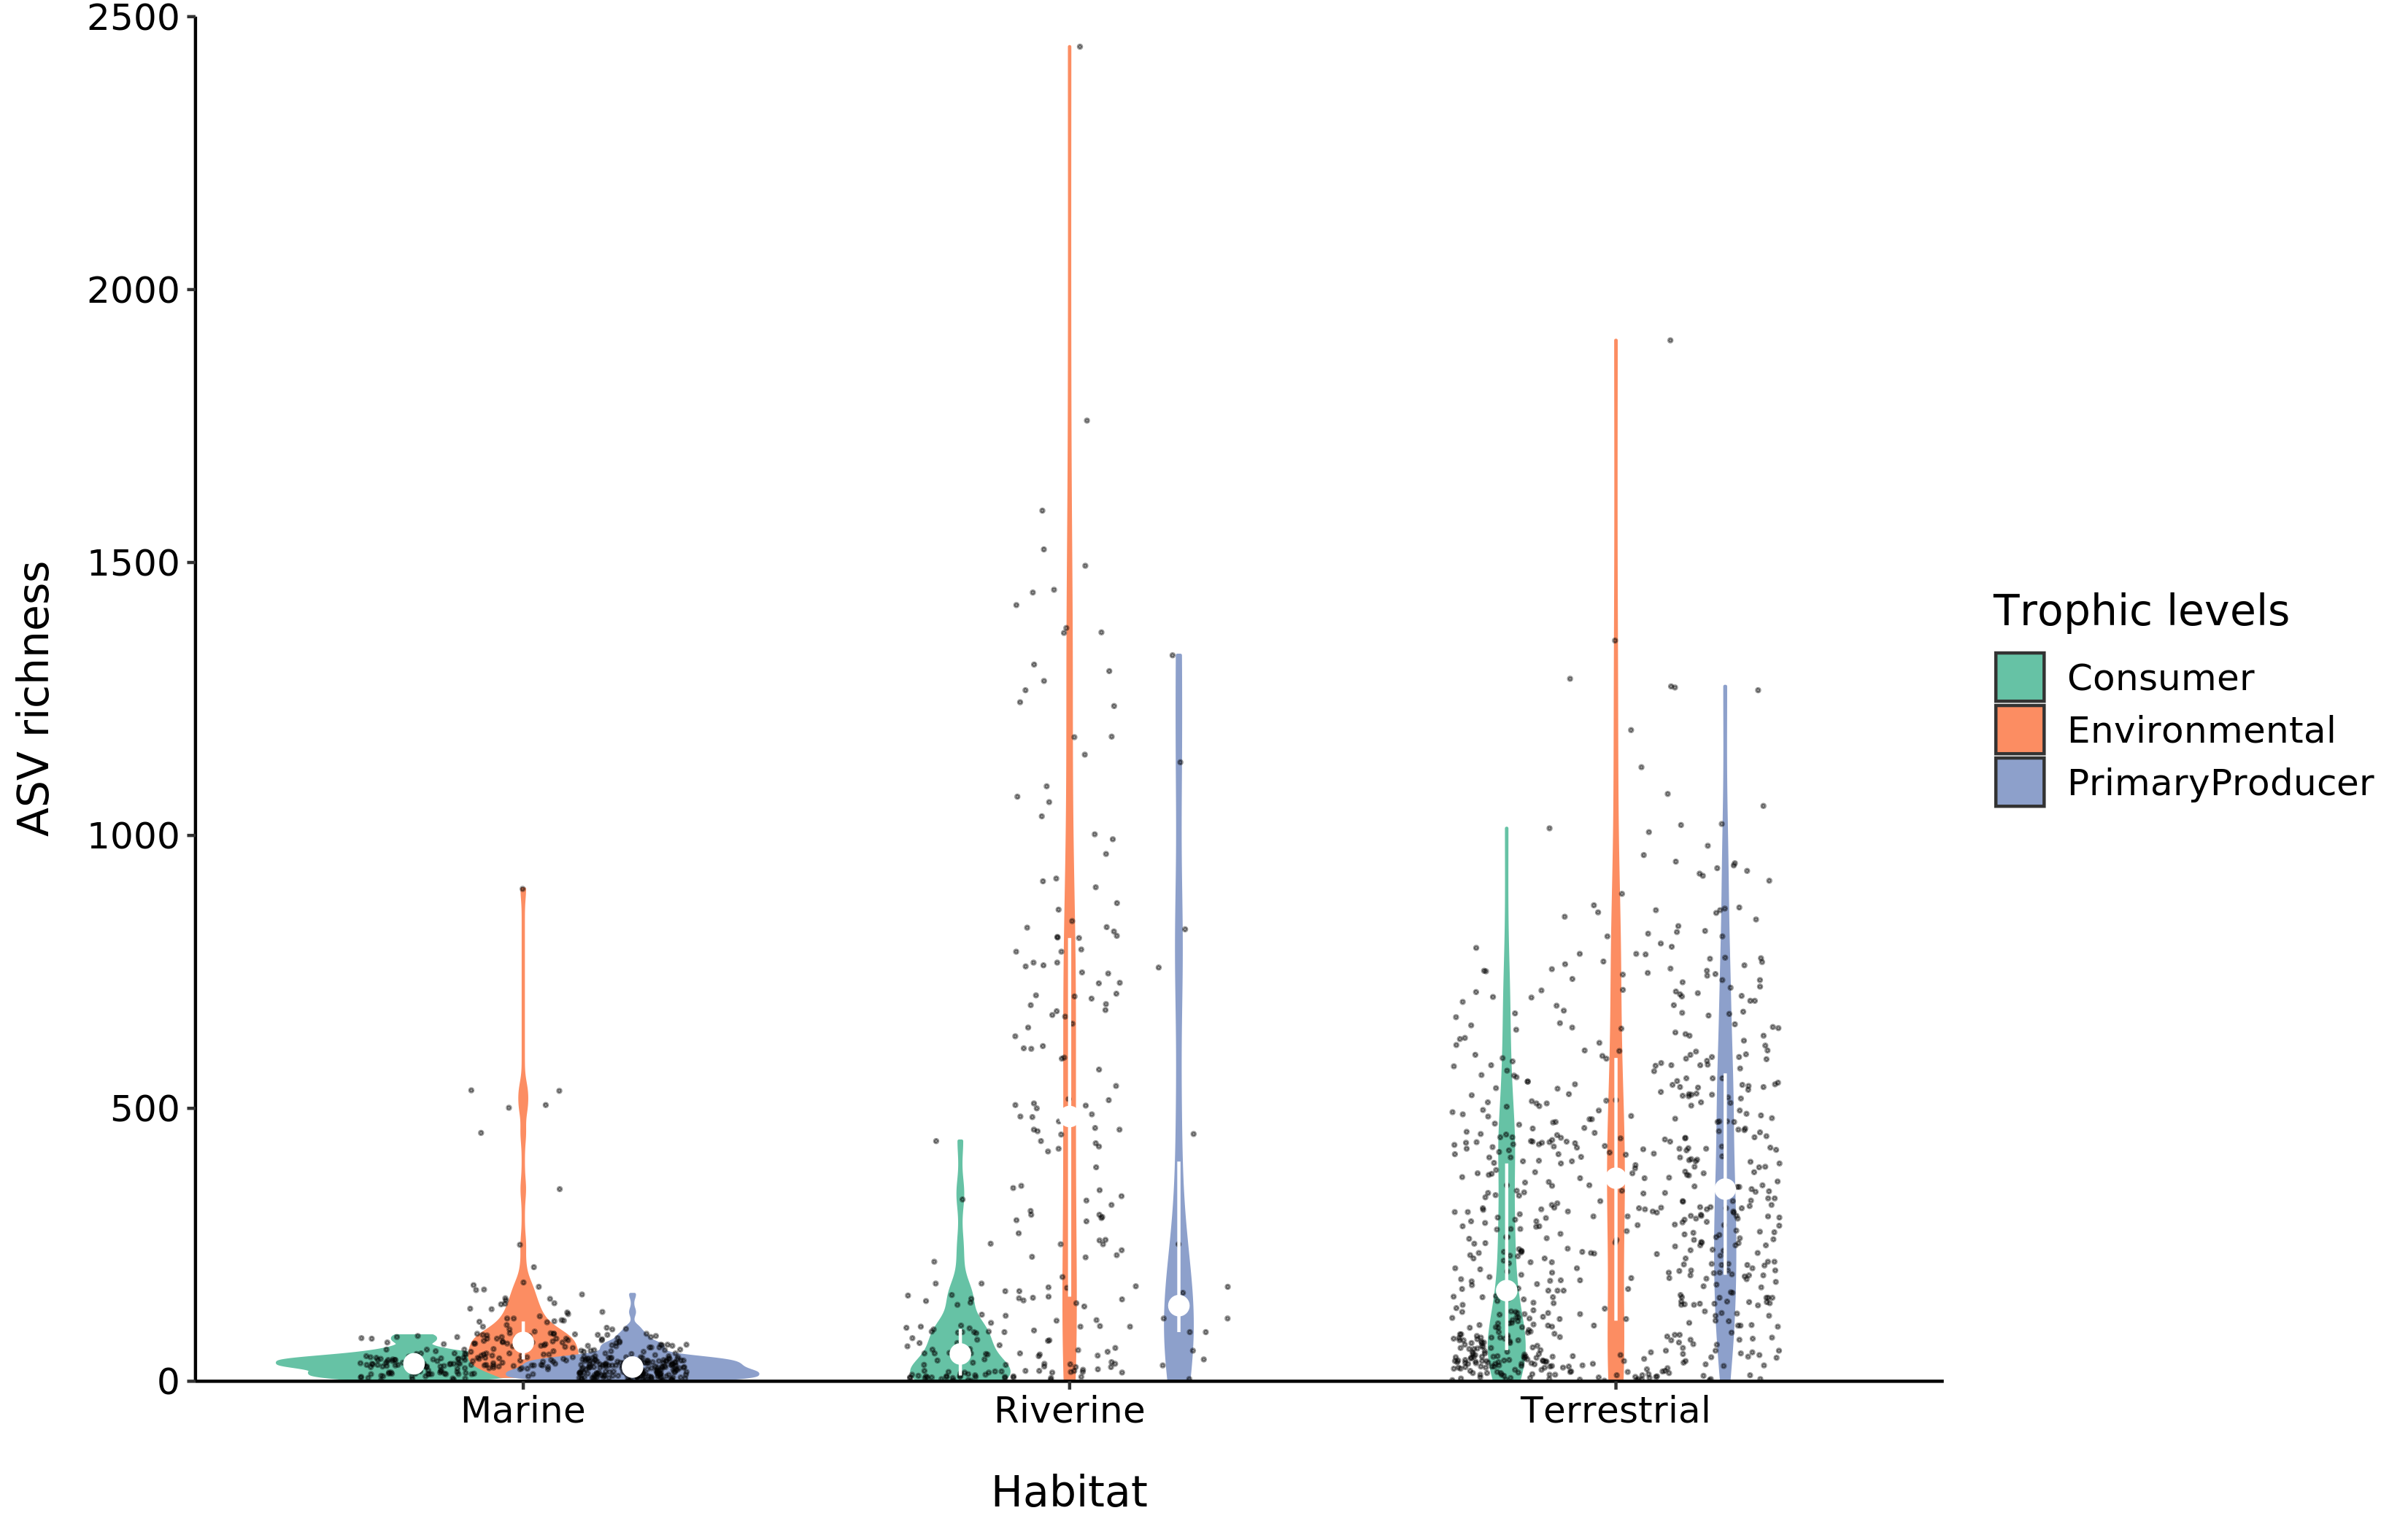 2500
2000
1500
1000
500
0
ASV richness
Marine
Riverine
Terrestrial
Habitat
Trophic levels
Consumer
Environmental
PrimaryProducer